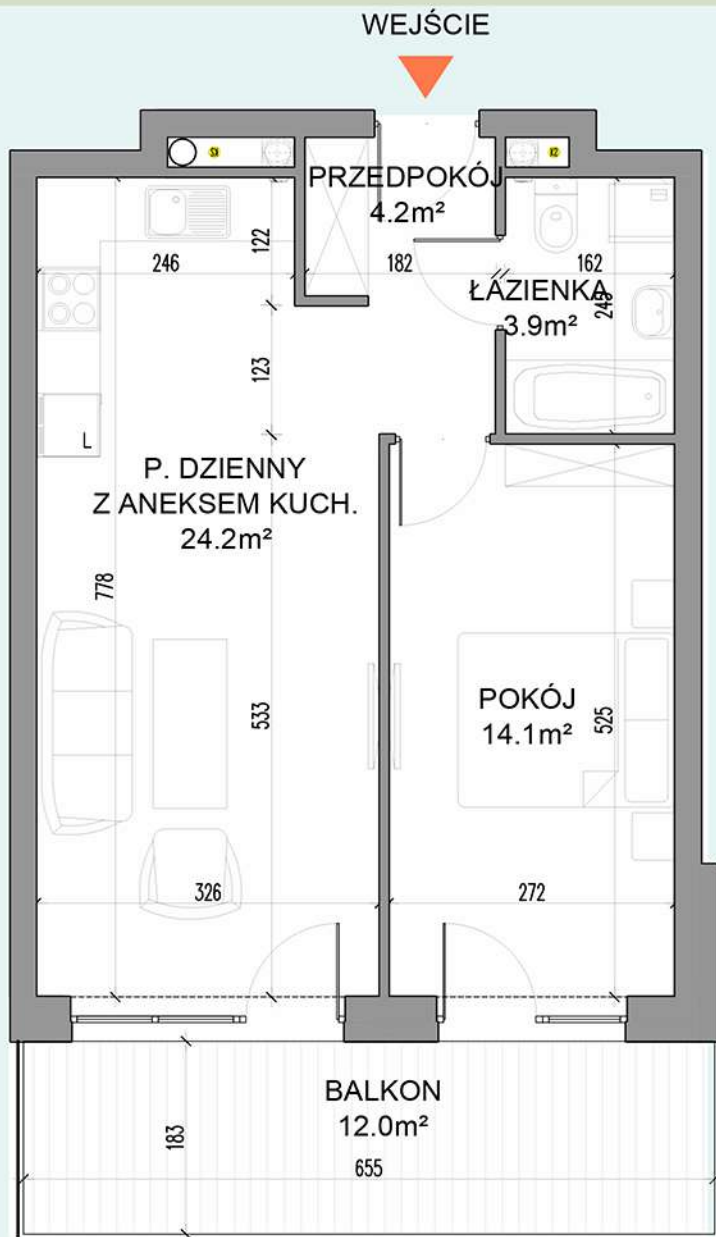 WEJŚCIE
PRZEDPOKÓJ
4.2m²
122
246
182
162
ŁAZIENKA
3.9m²
123
L
P. DZIENNY
Z ANEKSEM KUCH.
24.2m²
778
533
POKÓJ
14.1m²
525
326
272
BALKON
12.0m²
183
655